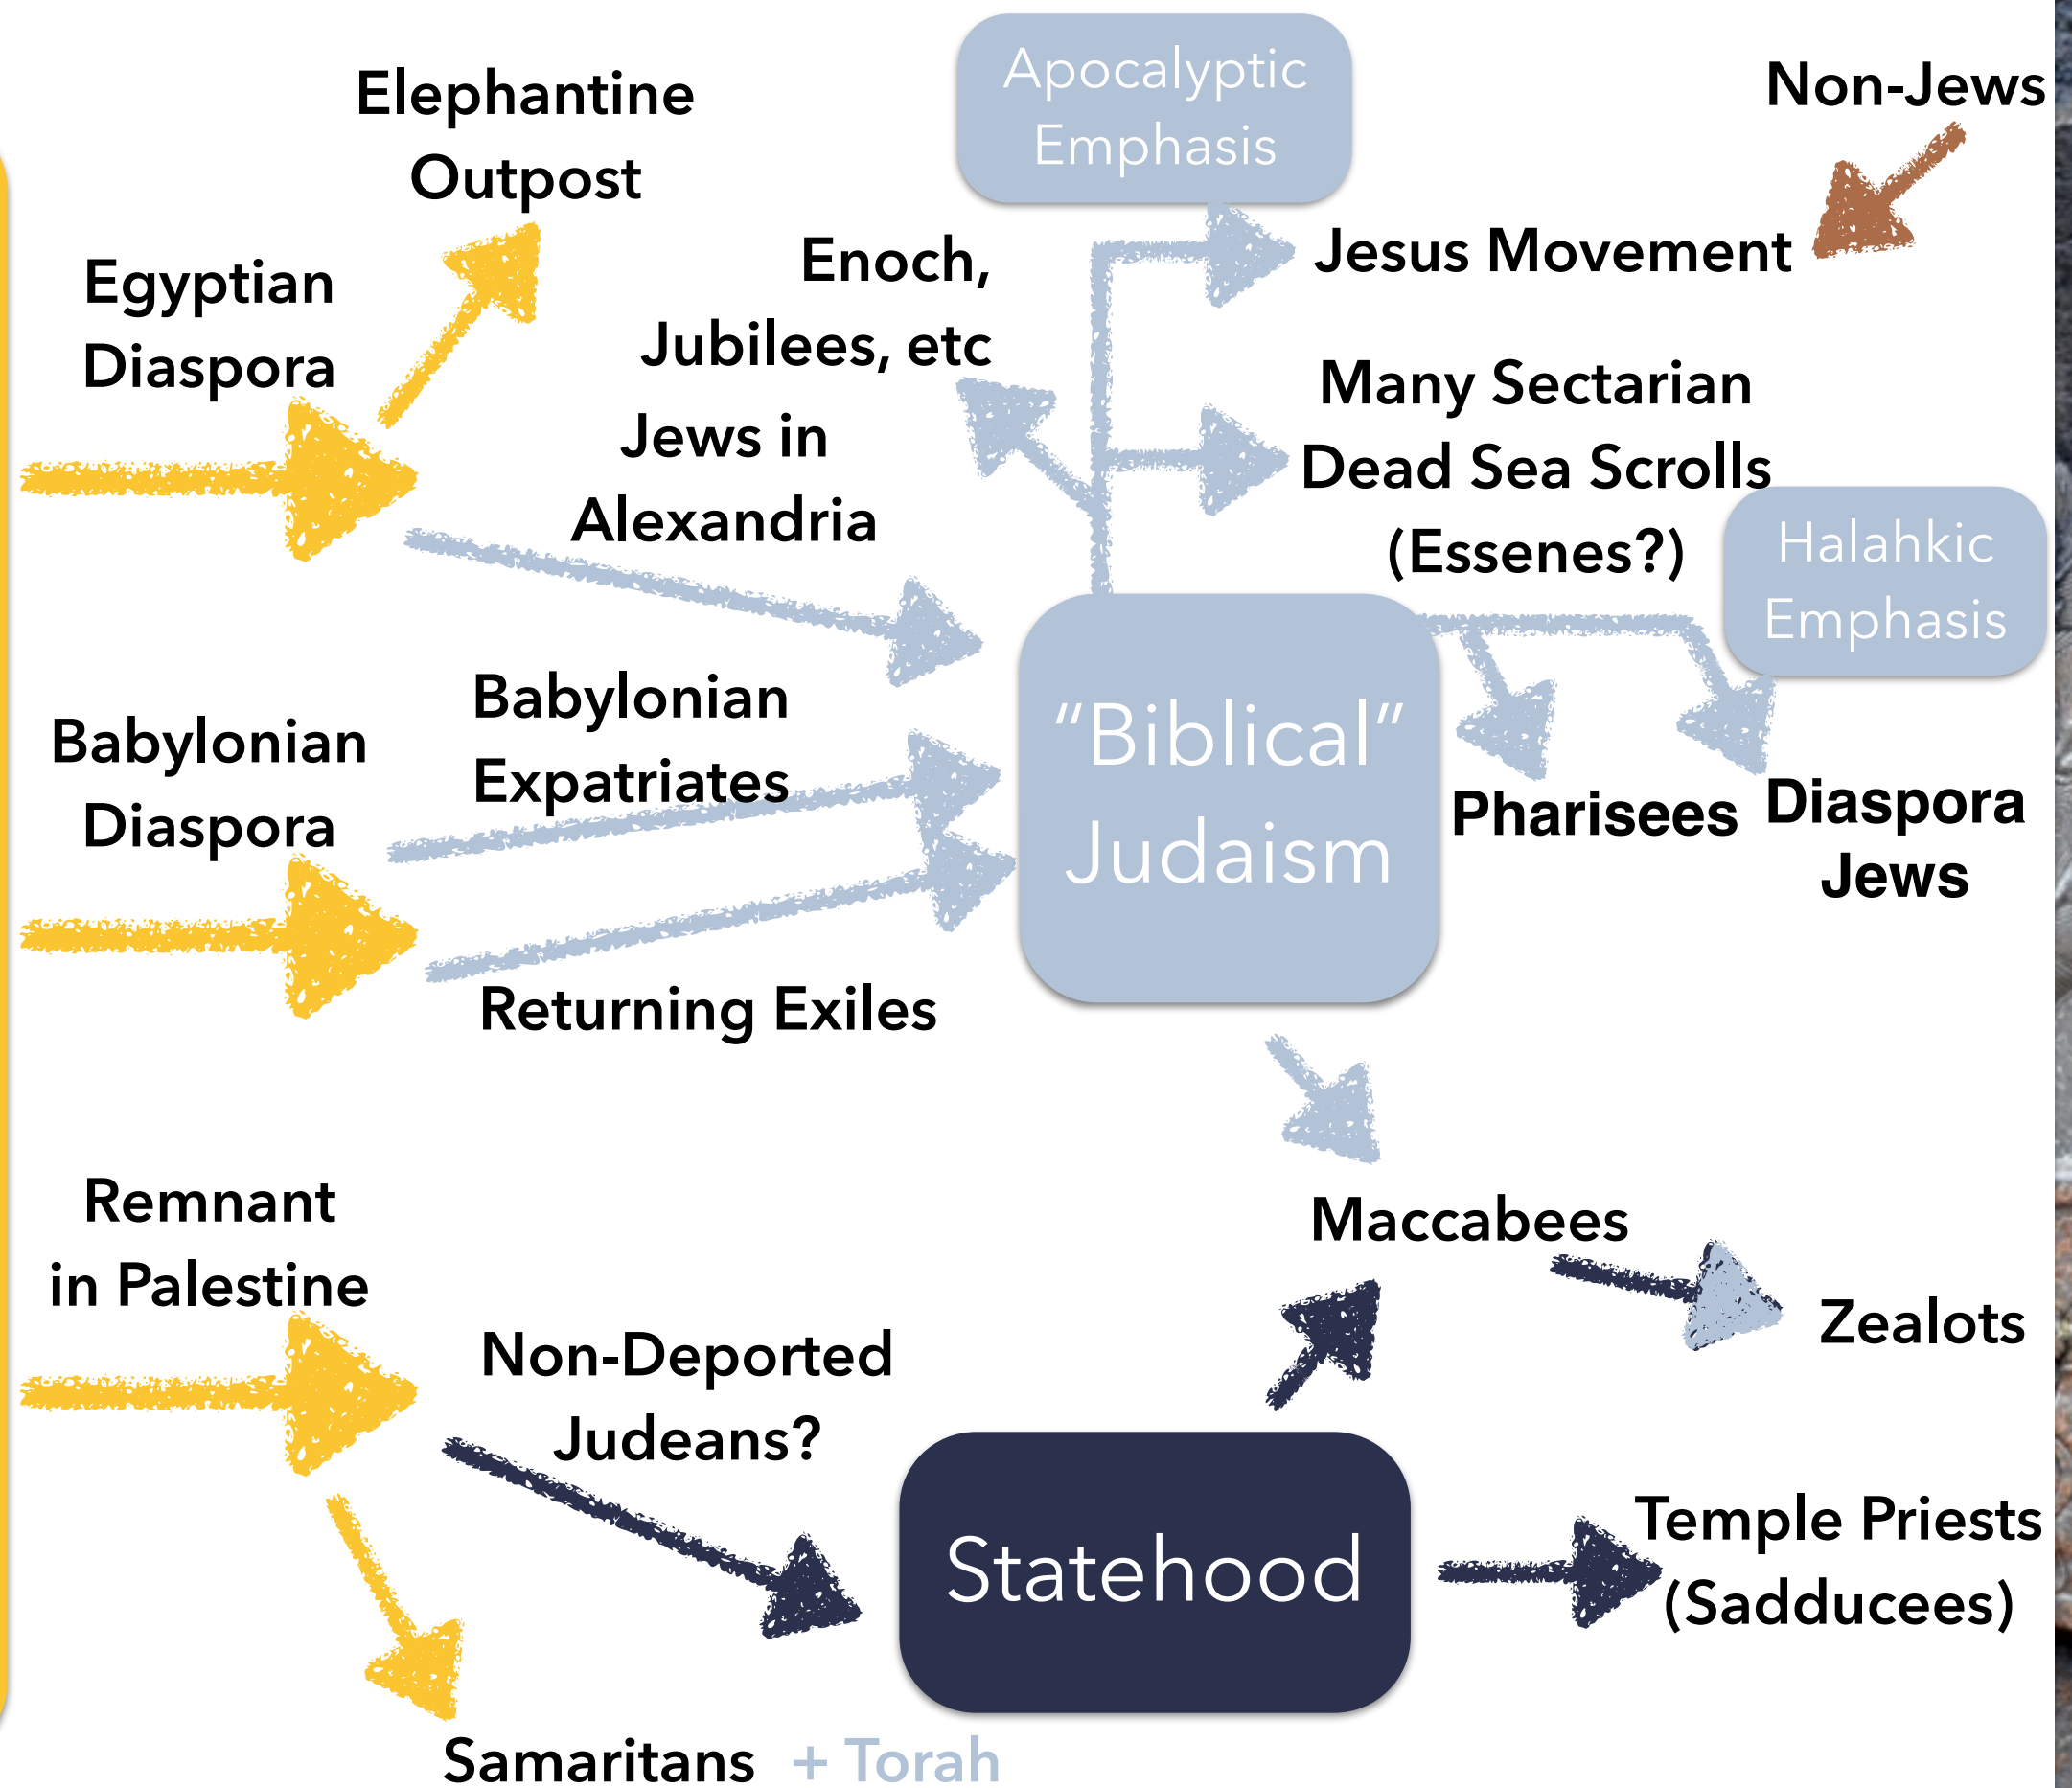 Elephantine
Outpost
Apocalyptic
Emphasis
Non-Jews
Egyptian
Diaspora
Enoch,
Jubilees, etc
Jesus Movement
Jews in
Alexandria
Many Sectarian
Dead Sea Scrolls
(Essenes?)
Halahkic
Emphasis
Babylonian
Diaspora
Babylonian
Expatriates
“Biblical”
Judaism
Pharisees
Diaspora
Jews
Returning Exiles
Remnant
in Palestine
Maccabees
Zealots
Non-Deported
Judeans?
Statehood
Temple Priests
(Sadducees)
Samaritans + Torah